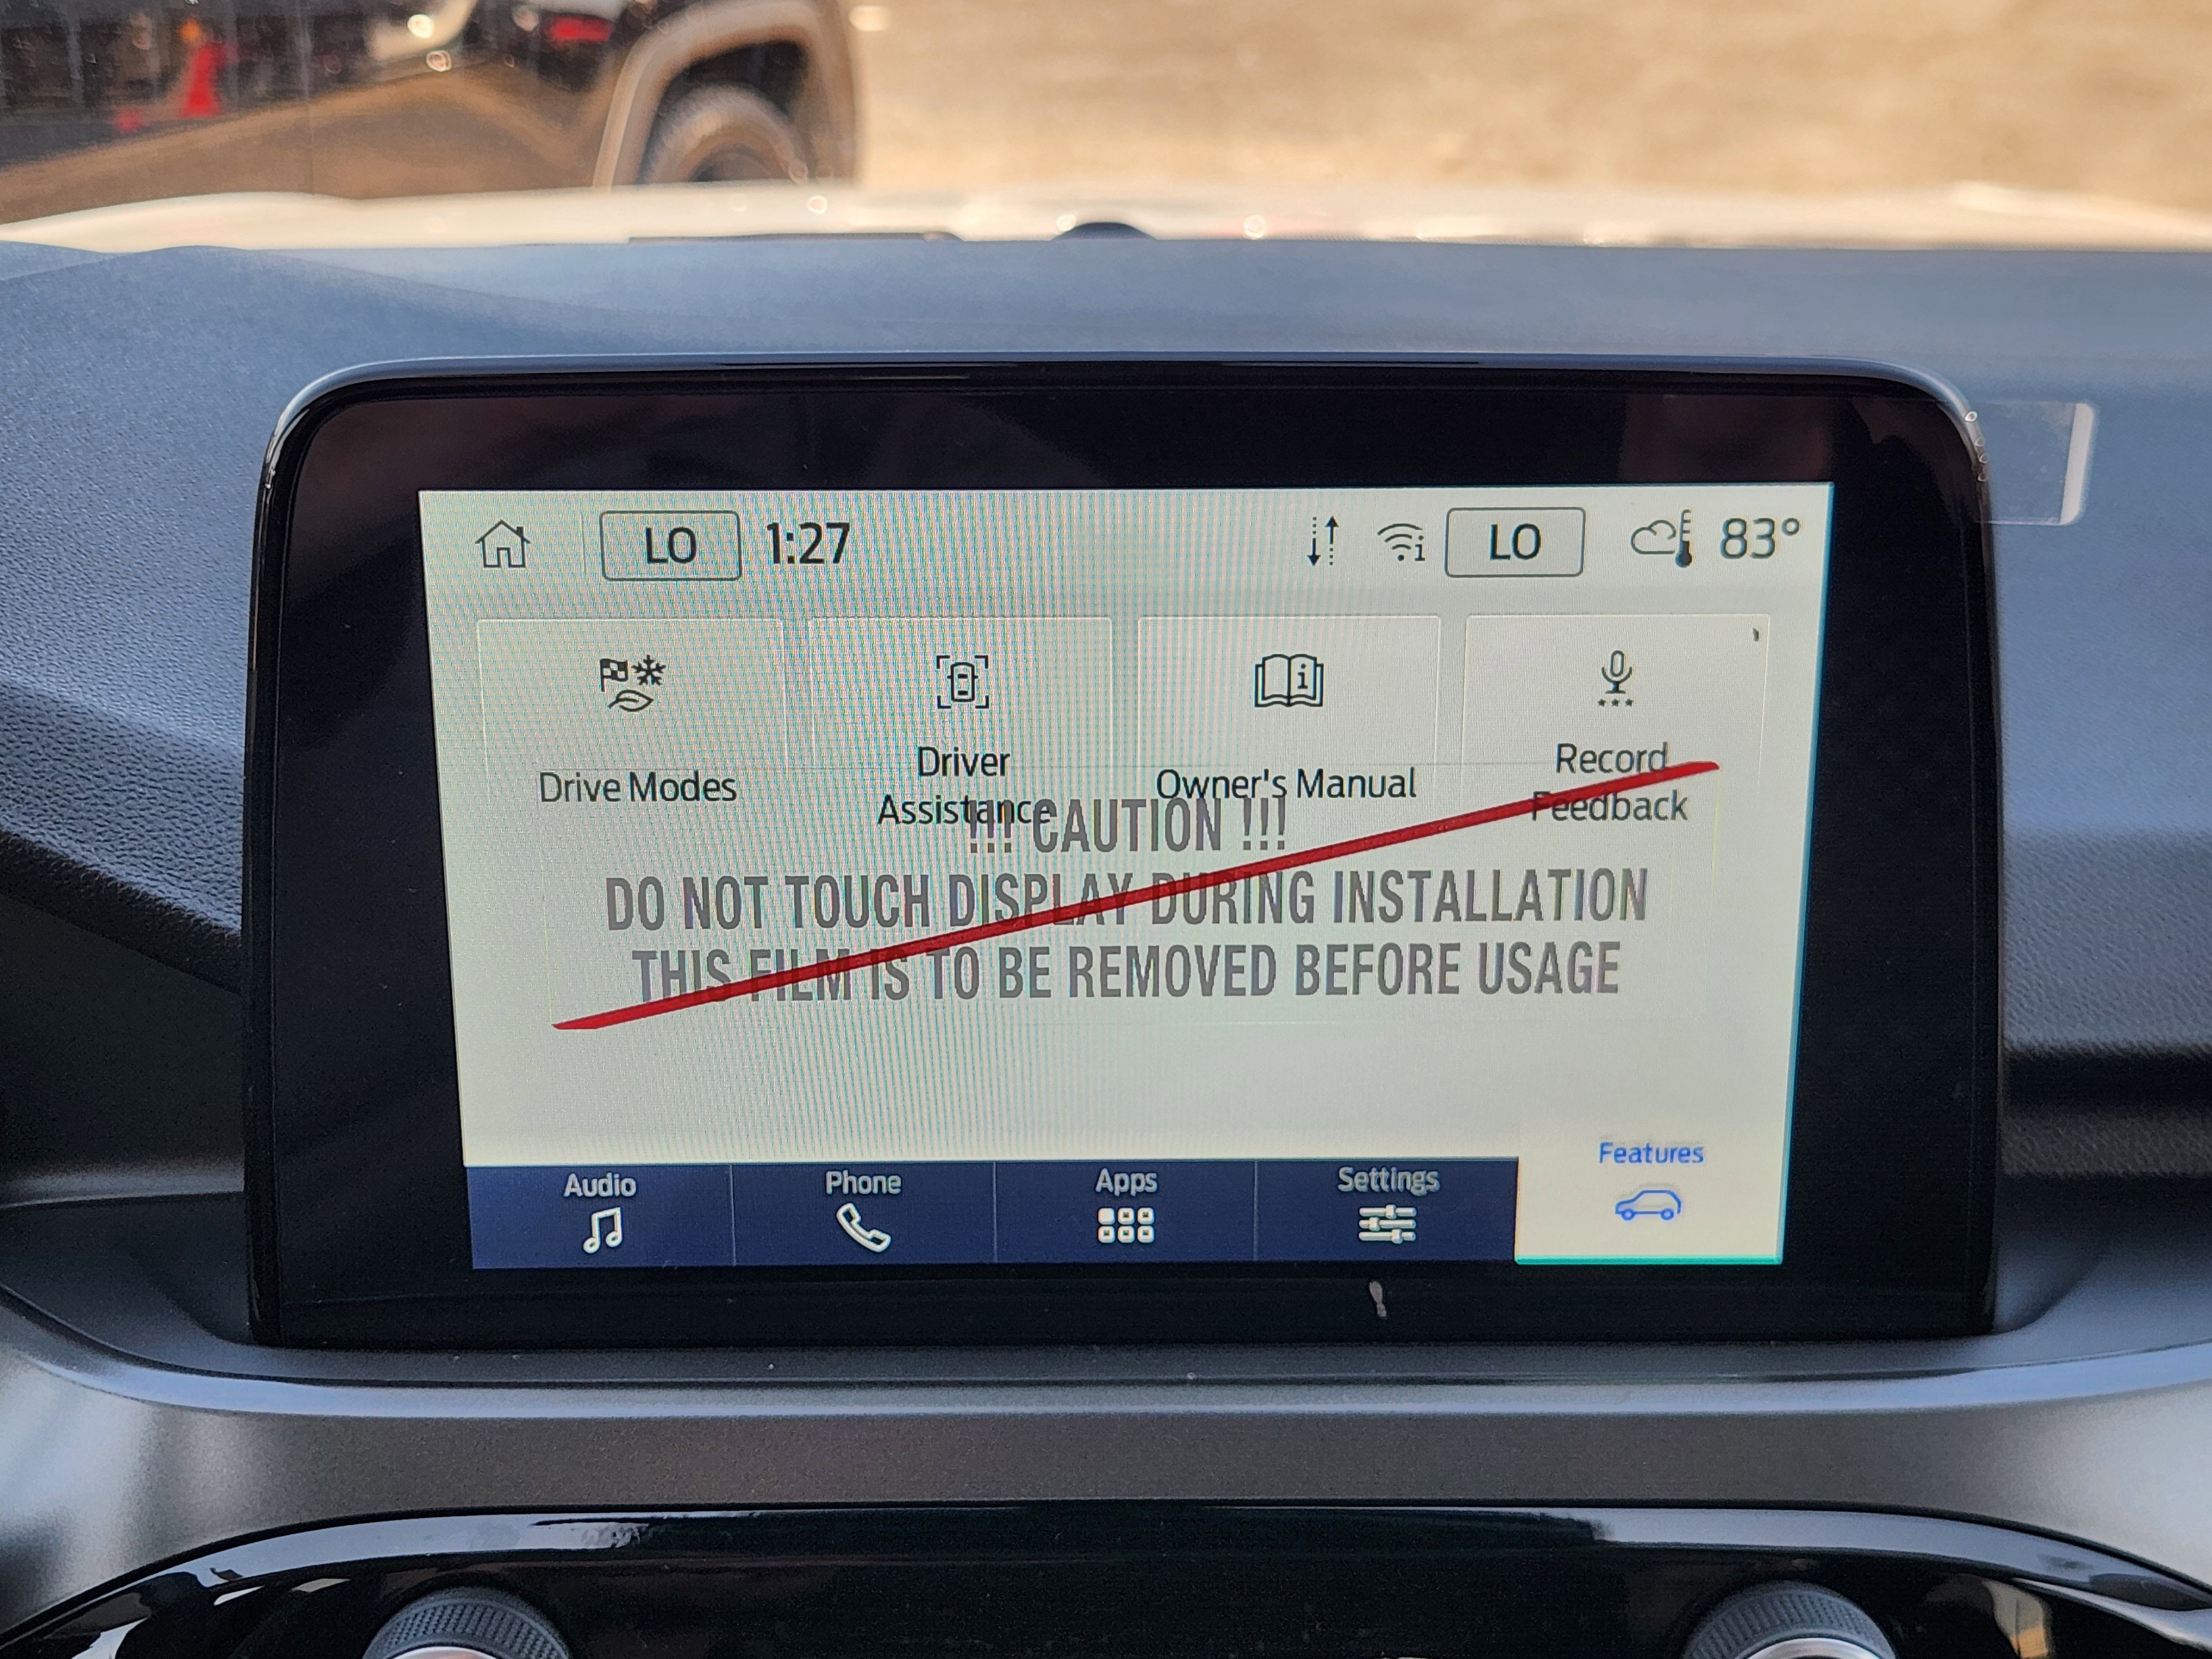 LO 1:27 LO 83°
Drive Modes
Driver
Assistance
Owner's Manual
Record
Feedback
!!! CAUTION !!!
DO NOT TOUCH DISPLAY DURING INSTALLATION
THIS FILM IS TO BE REMOVED BEFORE USAGE
Audio
Phone
Apps
Settings
Features